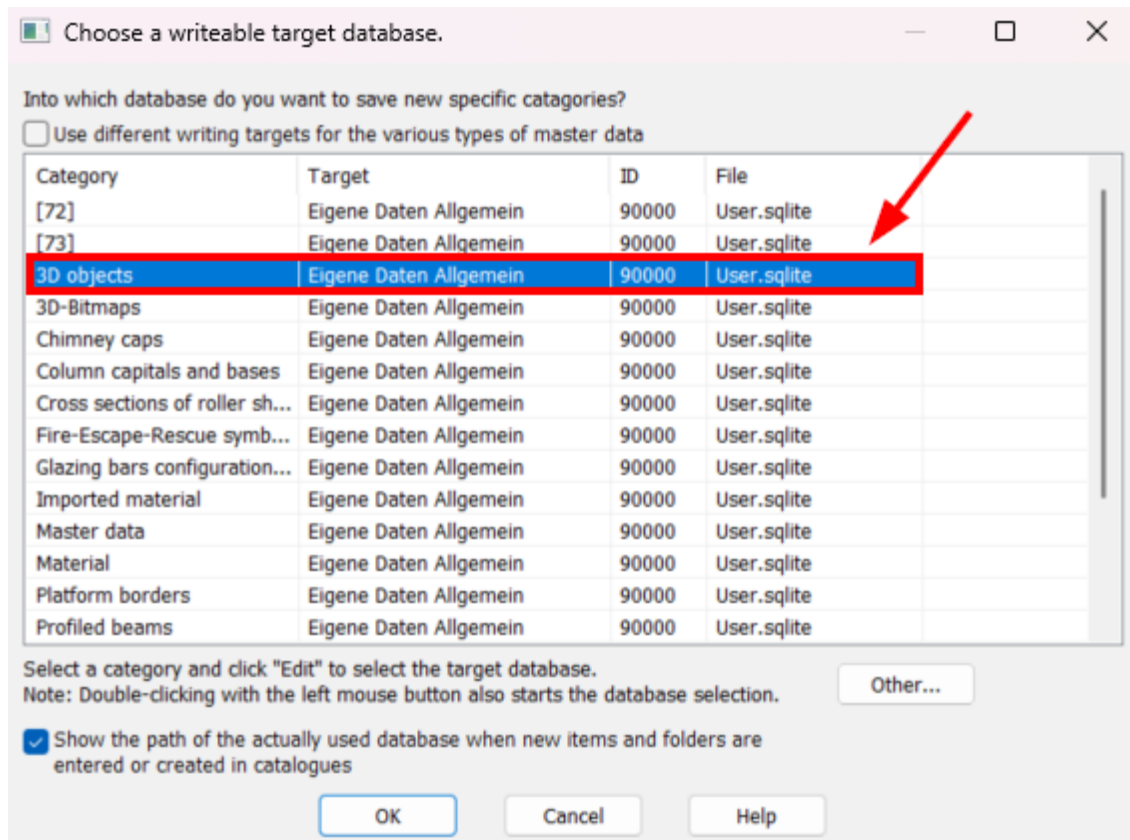 Choose a writeable target database.
Into which database do you want to save new specific catagories?
Use different writing targets for the various types of master data
Category Target ID File
[72] Eigene Daten Allgemein 90000 User.sqlite
[73] Eigene Daten Allgemein 90000 User.sqlite
3D objects Eigene Daten Allgemein 90000 User.sqlite
3D-Bitmaps Eigene Daten Allgemein 90000 User.sqlite
Chimney caps Eigene Daten Allgemein 90000 User.sqlite
Column capitals and bases Eigene Daten Allgemein 90000 User.sqlite
Cross sections of roller sh... Eigene Daten Allgemein 90000 User.sqlite
Fire-Escape-Rescue symb... Eigene Daten Allgemein 90000 User.sqlite
Glazing bars configuration... Eigene Daten Allgemein 90000 User.sqlite
Imported material Eigene Daten Allgemein 90000 User.sqlite
Master data Eigene Daten Allgemein 90000 User.sqlite
Material Eigene Daten Allgemein 90000 User.sqlite
Platform borders Eigene Daten Allgemein 90000 User.sqlite
Profiled beams Eigene Daten Allgemein 90000 User.sqlite
Select a category and click "Edit" to select the target database.
Note: Double-clicking with the left mouse button also starts the database selection.
Other...
Show the path of the actually used database when new items and folders are
entered or created in catalogues
OK Cancel Help